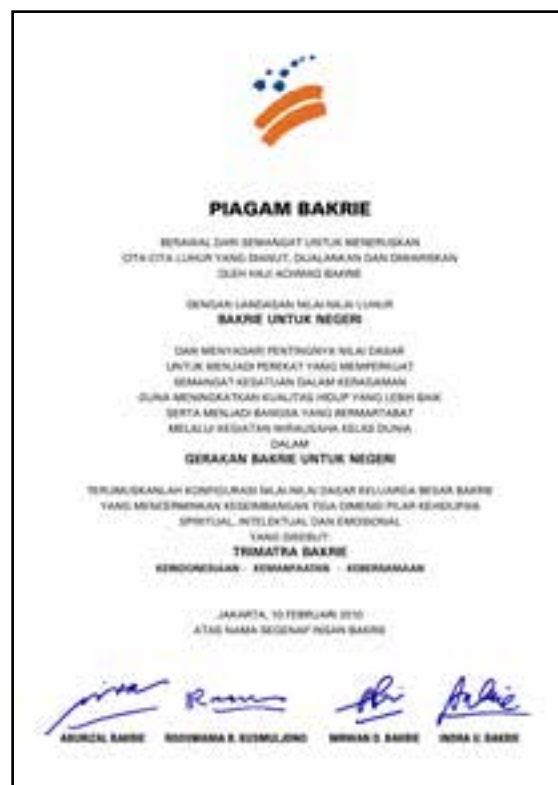 PIAGAM BAKRIE
BERAWAL DARI SEMANGAT UNTUK MENERUSKAN
CITA-CITA LUHUR YANG DIANUT, DIJALANKAN DAN DIWARISKAN
OLEH HAJI ACHMAD BAKRIE
DENGAN LANDASAN NILAI-NILAI LUHUR
BAKRIE UNTUK NEGERI
DAN MENYADARI PENTINGNYA NILAI DASAR
UNTUK MENJADI PEREKAT YANG MEMPERKUAT
SEMANGAT KESATUAN DALAM KERAGAMAN
GUNA MENINGKATKAN KUALITAS HIDUP YANG LEBIH BAIK
SERTA MENJADI BANGSA YANG BERMARTABAT
MELALUI KEGIATAN WIRAUSAHA KELAS DUNIA
DALAM
GERAKAN BAKRIE UNTUK NEGERI
TERUMUSKANLAH KONFIGURASI NILAI-NILAI DASAR KELUARGA BESAR BAKRIE
YANG MENCERMINKAN KESEIMBANGAN TIGA DIMENSI PILAR KEHIDUPAN
SPIRITUAL, INTELEKTUAL DAN EMOSIONAL
YANG DISEBUT:
TRIMATRA BAKRIE
KEINDONESIAAN - KEMANFAATAN - KEBERSAMAAN
JAKARTA, 10 FEBRUARI 2010
ATAS NAMA SEGENAP INSAN BAKRIE
ABURIZAL BAKRIE ROOSMANIA R. KUSMULJONO NIRWAN D. BAKRIE INDRA U. BAKRIE